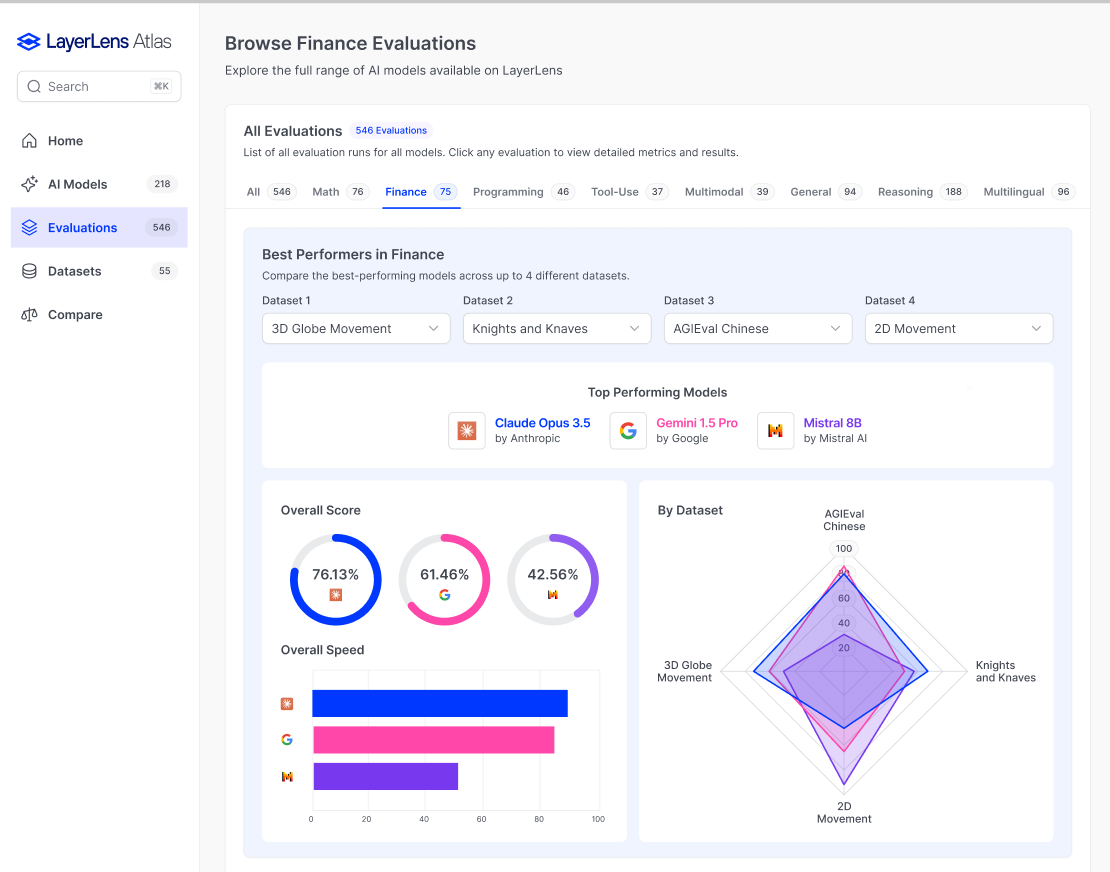 LayerLens Atlas
Search ⌘K
Home
AI Models 218
Evaluations 546
Datasets 55
Compare
Browse Finance Evaluations
Explore the full range of AI models available on LayerLens
All Evaluations 546 Evaluations
List of all evaluation runs for all models. Click any evaluation to view detailed metrics and results.
All 546 Math 76 Finance 75 Programming 46 Tool-Use 37 Multimodal 39 General 94 Reasoning 188 Multilingual 96
Best Performers in Finance
Compare the best-performing models across up to 4 different datasets.
Dataset 1 Dataset 2 Dataset 3 Dataset 4
3D Globe Movement Knights and Knaves AGIEval Chinese 2D Movement
Top Performing Models
Claude Opus 3.5 Gemini 1.5 Pro Mistral 8B
by Anthropic by Google by Mistral AI
Overall Score
76.13% 61.46% 42.56%
Overall Speed
0 20 40 60 80 100
By Dataset
AGIEval
Chinese
100
80
60
40
20
3D Globe
Movement
Knights
and Knaves
2D
Movement